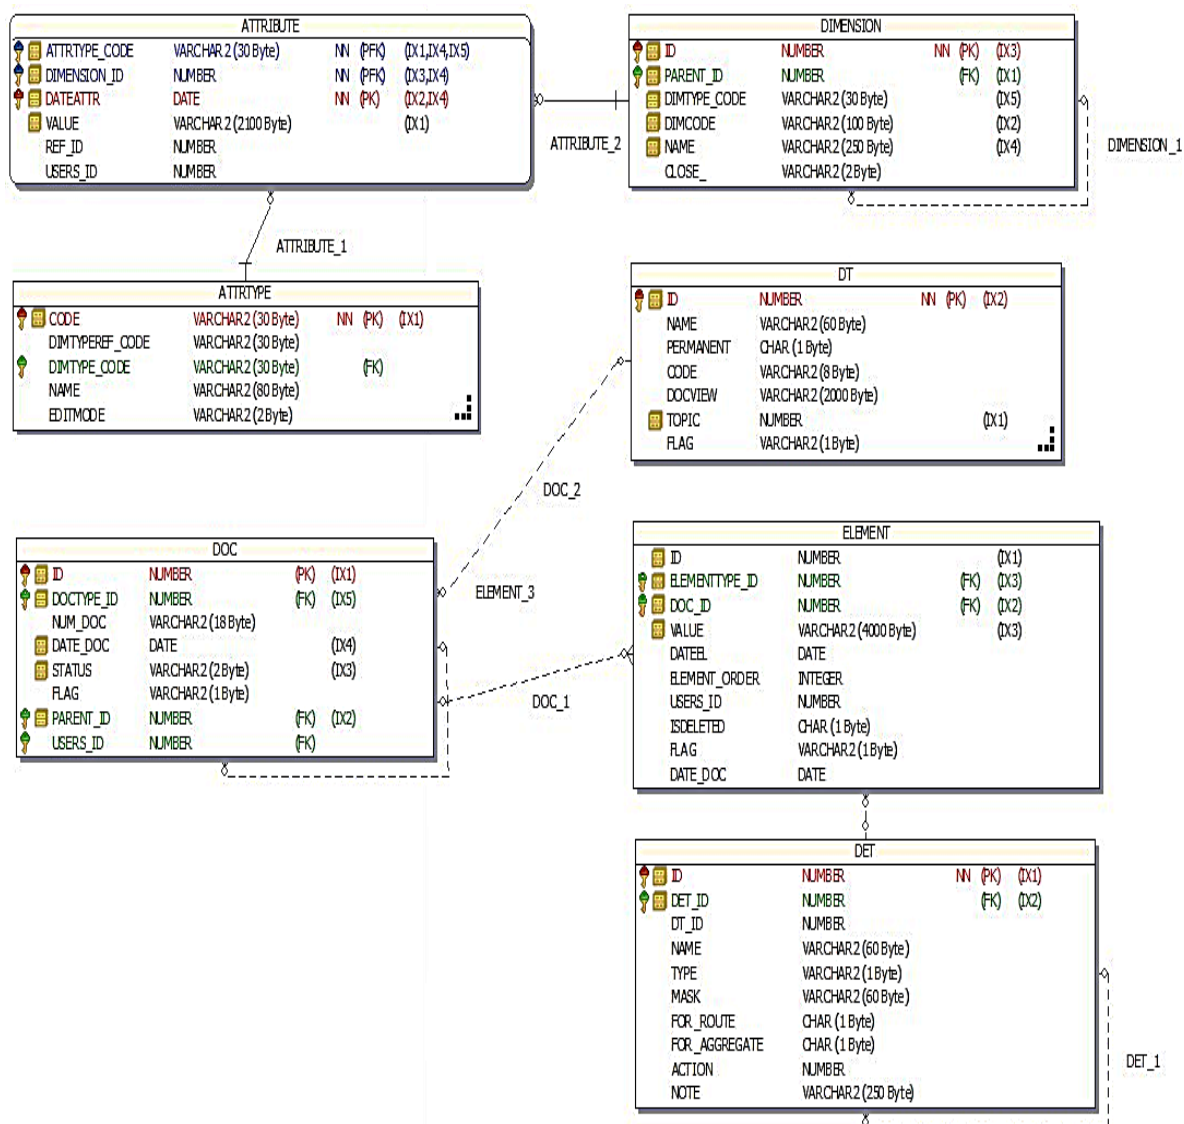 ATTRIBUTE
ATTRTYPE_CODE VARCHAR2 (30 Byte) NN (PFK) (IX1,IX4,IX5)
DIMENSION_ID NUMBER NN (PFK) (IX3,IX4)
DATEATTR DATE NN (PK) (IX2,IX4)
VALUE VARCHAR2 (2100 Byte) (IX1)
REF_ID NUMBER
USERS_ID NUMBER
DIMENSION
ID NUMBER NN (PK) (IX3)
PARENT_ID NUMBER (FK) (IX1)
DIMTYPE_CODE VARCHAR2 (30 Byte) (IX5)
DIMCODE VARCHAR2 (100 Byte) (IX2)
NAME VARCHAR2 (250 Byte) (IX4)
CLOSE_ VARCHAR2 (2 Byte)
ATTRIBUTE_2
DIMENSION_1
ATTRIBUTE_1
ATTRTYPE
CODE VARCHAR2 (30 Byte) NN (PK) (IX1)
DIMTYPEREF_CODE VARCHAR2 (30 Byte)
DIMTYPE_CODE VARCHAR2 (30 Byte) (FK)
NAME VARCHAR2 (80 Byte)
EDITMODE VARCHAR2 (2 Byte)
DT
ID NUMBER NN (PK) (IX2)
NAME VARCHAR2 (60 Byte)
PERMANENT CHAR (1 Byte)
CODE VARCHAR2 (8 Byte)
DOCVIEW VARCHAR2 (2000 Byte)
TOPIC NUMBER (IX1)
FLAG VARCHAR2 (1 Byte)
DOC_2
DOC
ID NUMBER (PK) (IX1)
DOCTYPE_ID NUMBER (FK) (IX5)
NUM_DOC VARCHAR2 (18 Byte)
DATE_DOC DATE (IX4)
STATUS VARCHAR2 (2 Byte) (IX3)
FLAG VARCHAR2 (1 Byte)
PARENT_ID NUMBER (FK) (IX2)
USERS_ID NUMBER (FK)
ELEMENT_3
DOC_1
ELEMENT
ID NUMBER (IX1)
ELEMENTTYPE_ID NUMBER (FK) (IX3)
DOC_ID NUMBER (FK) (IX2)
VALUE VARCHAR2 (4000 Byte) (IX3)
DATEEL DATE
ELEMENT_ORDER INTEGER
USERS_ID NUMBER
ISDELETED CHAR (1 Byte)
FLAG VARCHAR2 (1 Byte)
DATE_DOC DATE
DET
ID NUMBER NN (PK) (IX1)
DET_ID NUMBER (FK) (IX2)
DT_ID NUMBER
NAME VARCHAR2 (60 Byte)
TYPE VARCHAR2 (1 Byte)
MASK VARCHAR2 (60 Byte)
FOR_ROUTE CHAR (1 Byte)
FOR_AGGREGATE CHAR (1 Byte)
ACTION NUMBER
NOTE VARCHAR2 (250 Byte)
DET_1